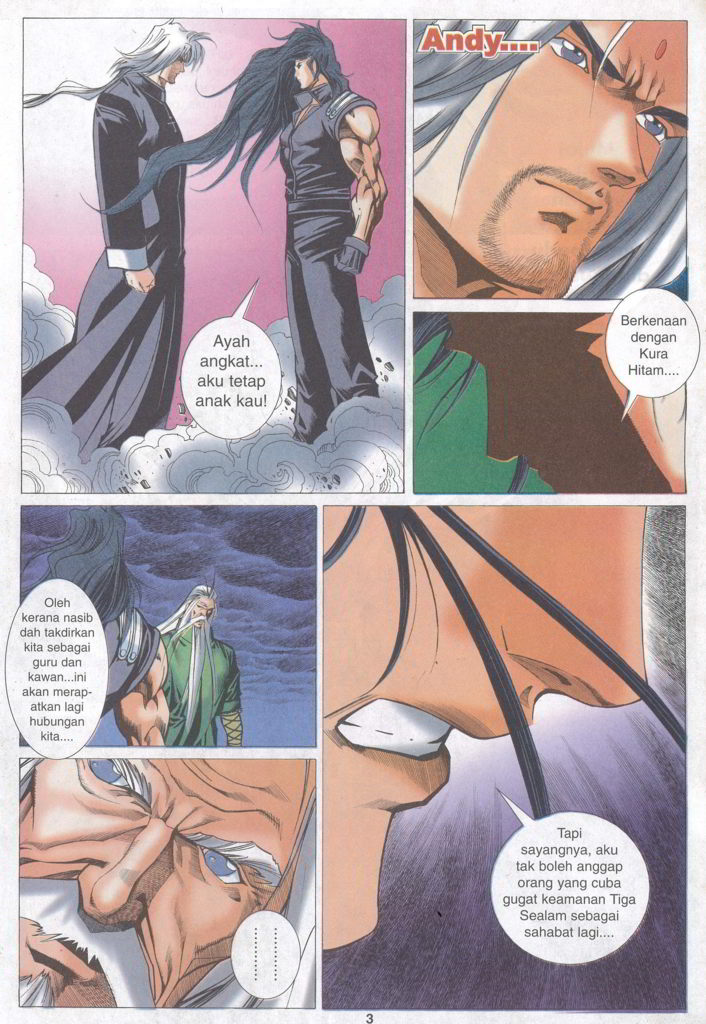 Ayah
angkat...
aku tetap
anak kau!
Andy....
Berkenaan
dengan
Kura
Hitam....
Oleh
kerana nasib
dah takdirkan
kita sebagai
guru dan
kawan...ini
akan merap-
atkan lagi
hubungan
kita....
Tapi
sayangnya, aku
tak boleh anggap
orang yang cuba
gugat keamanan Tiga
Sealam sebagai
sahabat lagi....
3